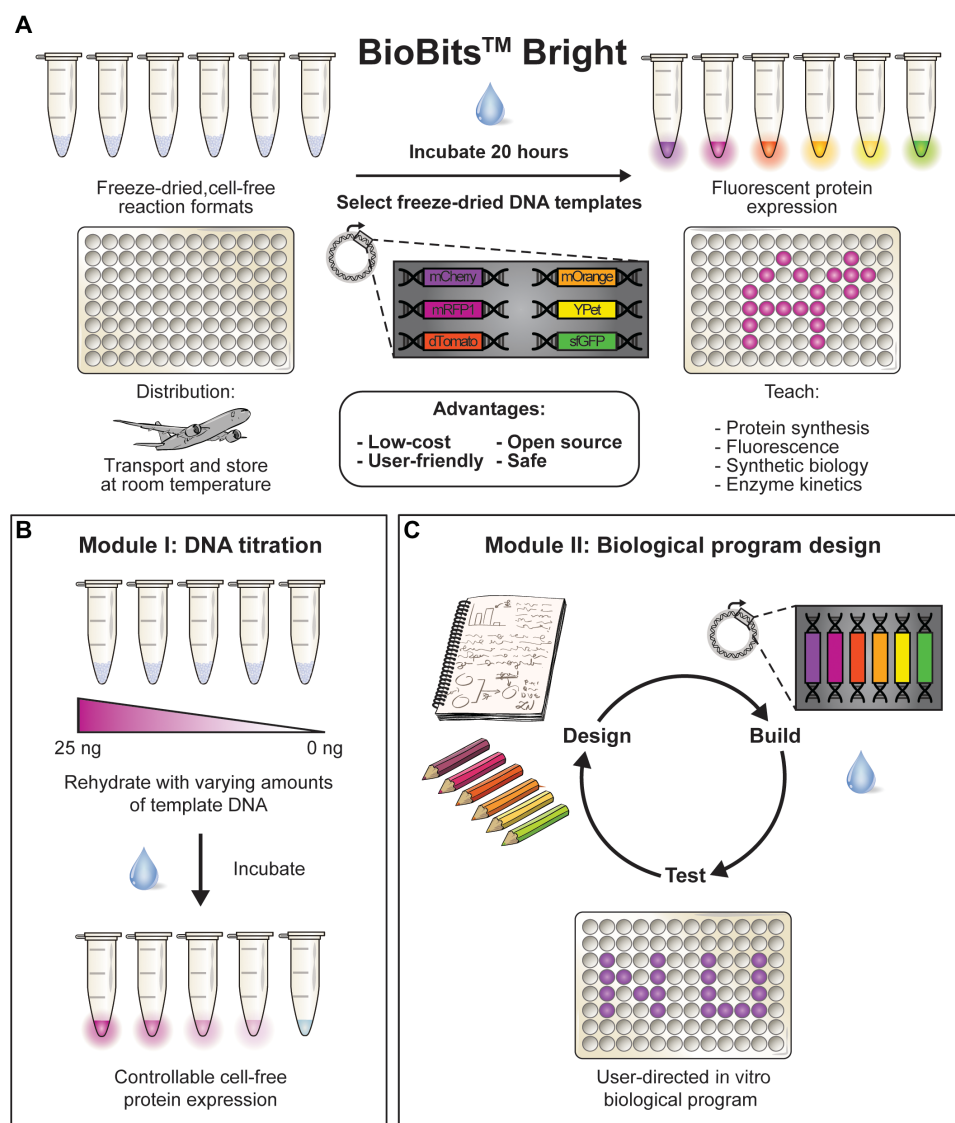 A
BioBits™ Bright
Incubate 20 hours
Select freeze-dried DNA templates
Freeze-dried,cell-free
reaction formats
Fluorescent protein
expression
mCherry
mOrange
mRFP1
YPet
dTomato
sfGFP
Distribution:
Transport and store
at room temperature
Advantages:
- Low-cost
- Open source
- User-friendly
- Safe
Teach:
- Protein synthesis
- Fluorescence
- Synthetic biology
- Enzyme kinetics
B
Module I: DNA titration
25 ng
0 ng
Rehydrate with varying amounts
of template DNA
Incubate
Controllable cell-free
protein expression
C
Module II: Biological program design
Design
Build
Test
NU
User-directed in vitro
biological program